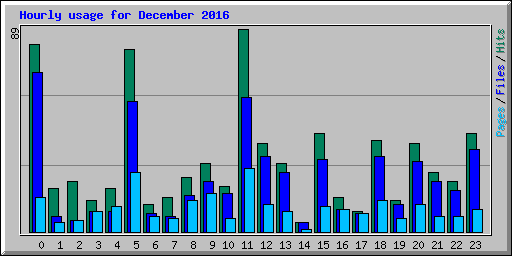 Hourly usage for December 2016
89
Pages / Files / Hits
0 1 2 3 4 5 6 7 8 9 10 11 12 13 14 15 16 17 18 19 20 21 22 23